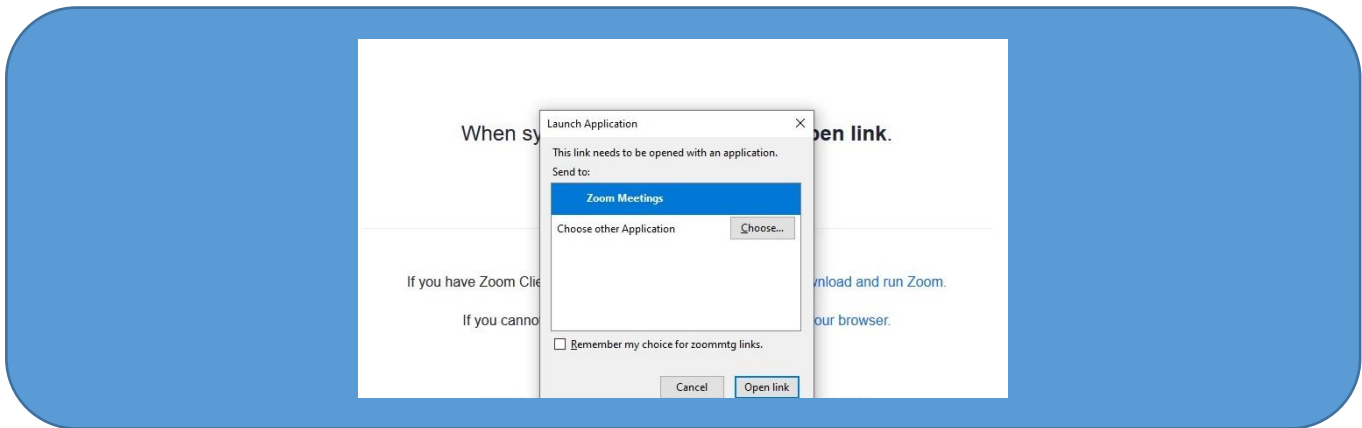 When sy
pen link.
Launch Application
This link needs to be opened with an application.
Send to:
Zoom Meetings
Choose other Application
Choose...
If you have Zoom Clie
nload and run Zoom.
If you canno
our browser.
Remember my choice for zoommtg links.
Cancel
Open link